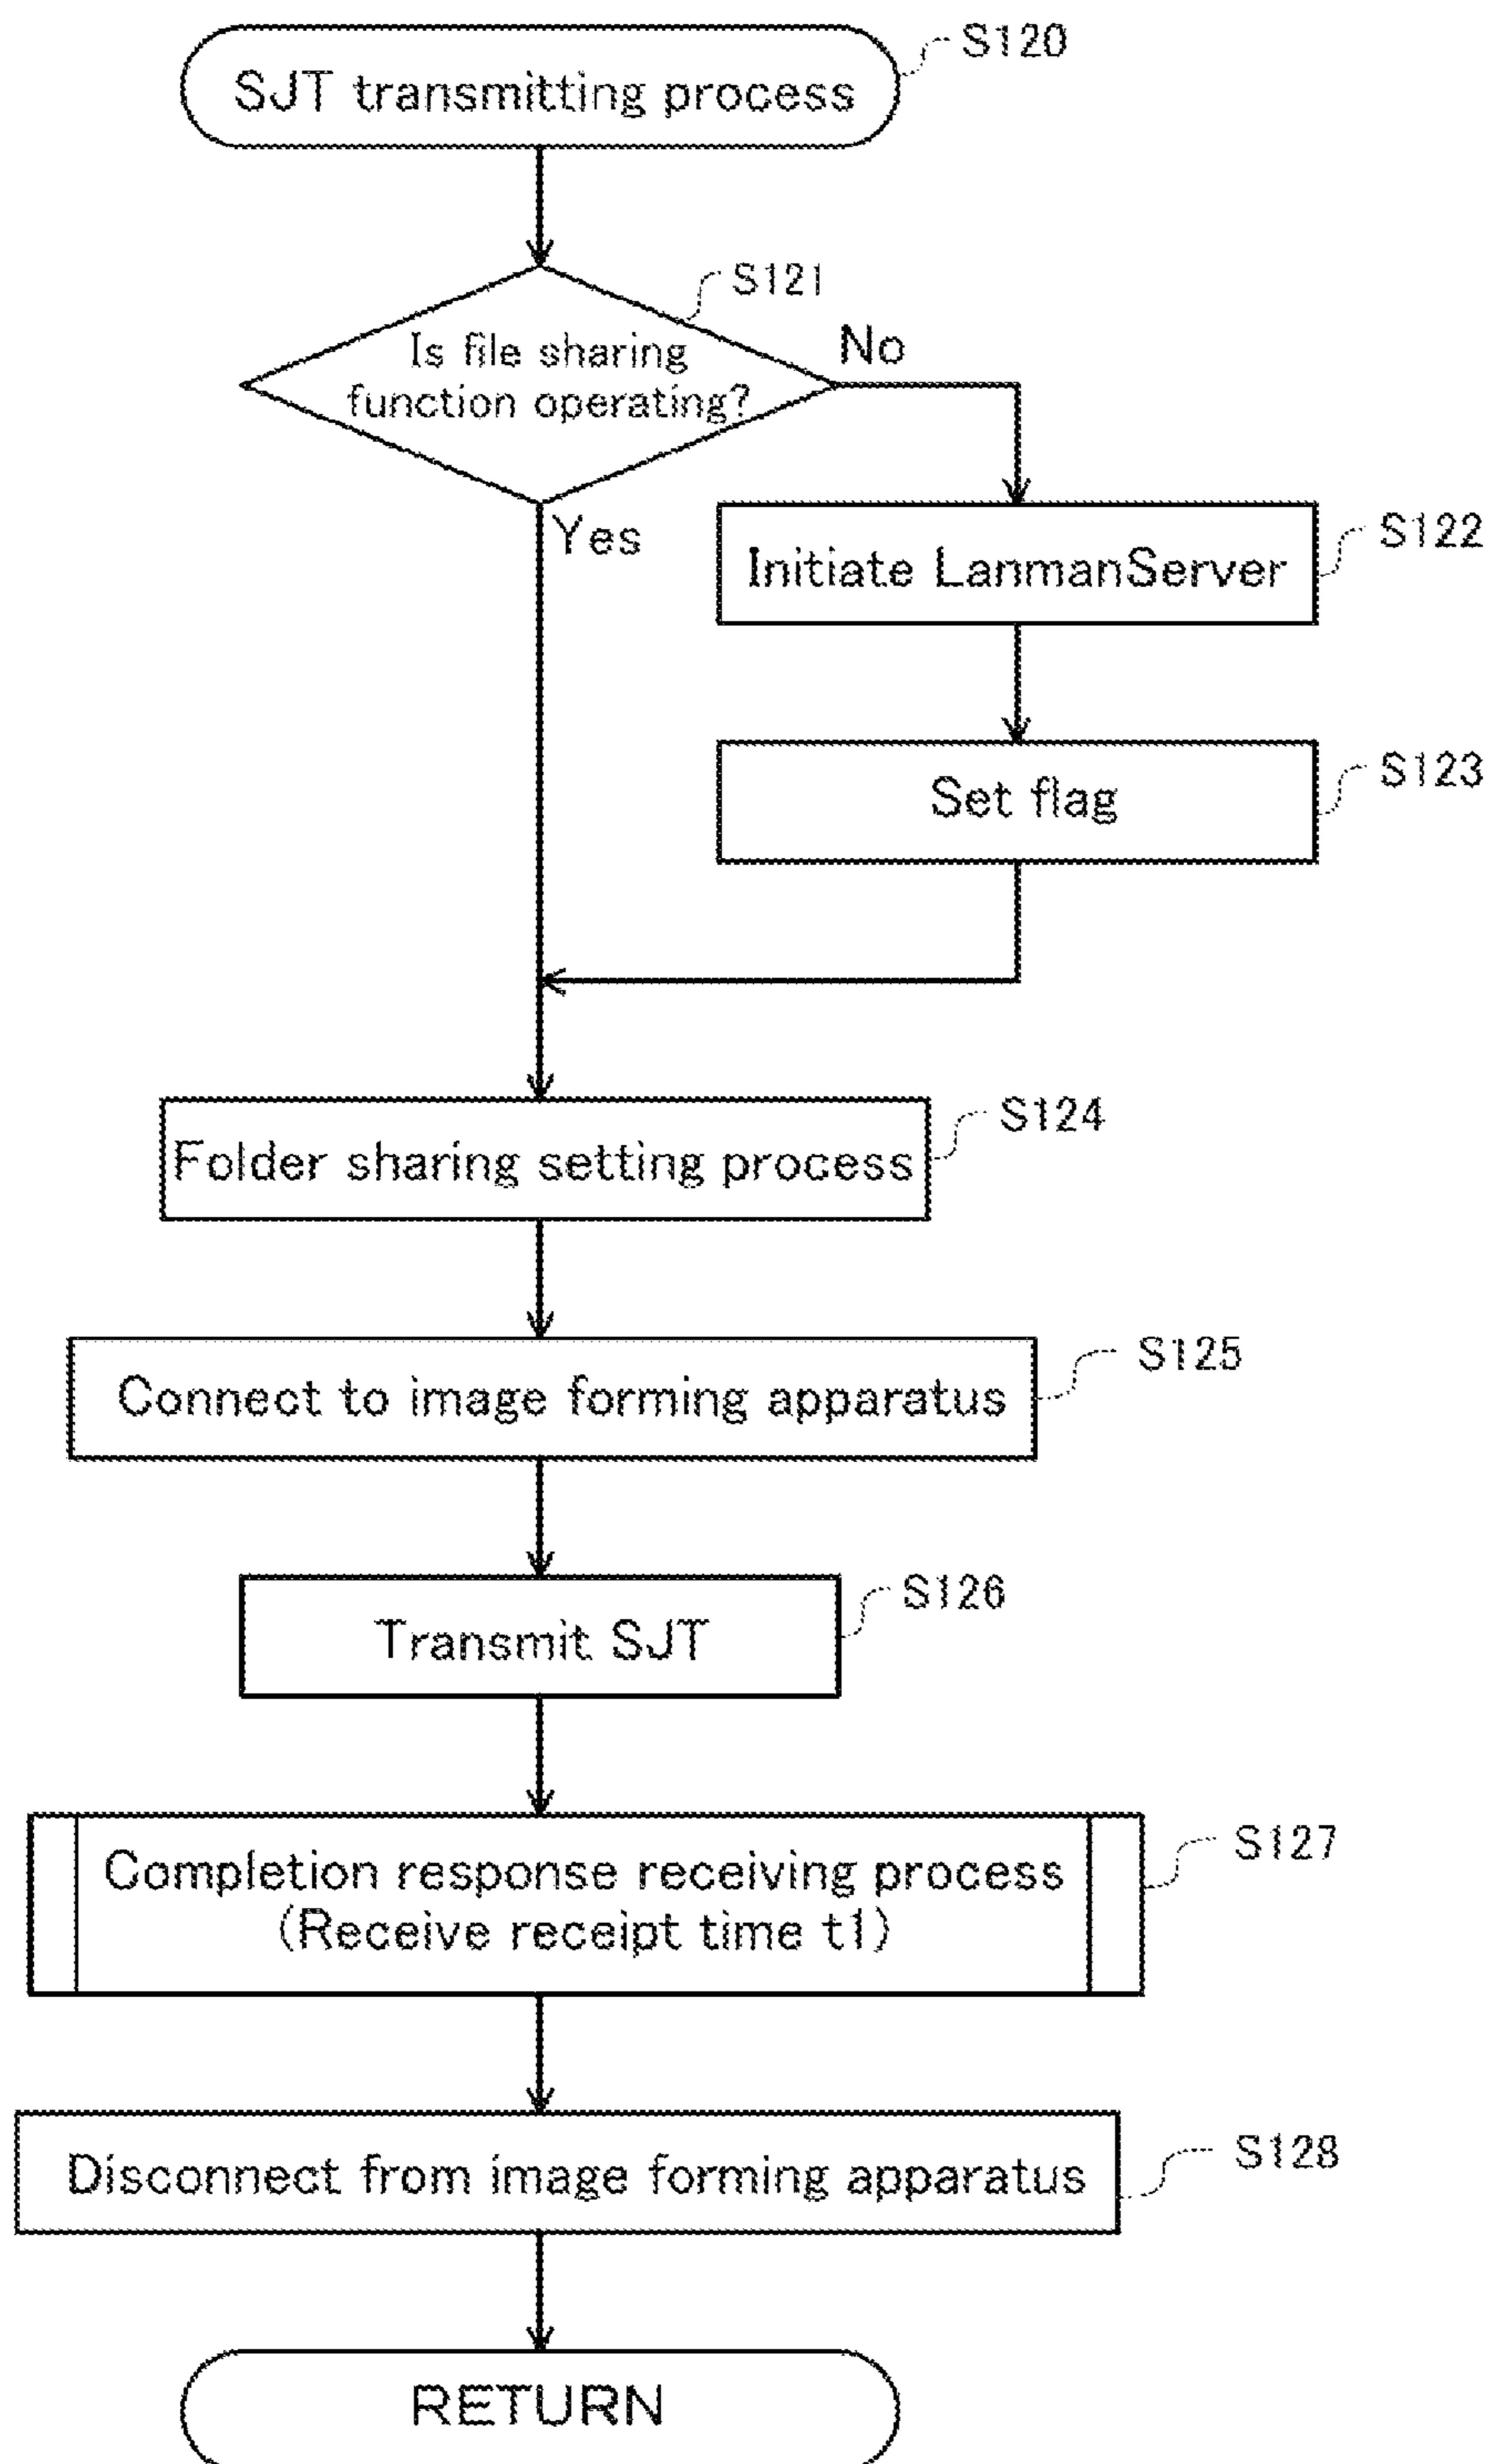 SJT transmitting process
S120
S121
Is file sharing
function operating?
No
Yes
Initiate LanmanServer
S122
Set flag
S123
Folder sharing setting process
S124
Connect to image forming apparatus
S125
Transmit SJT
S126
Completion response receiving process
(Receive receipt time t1)
S127
Disconnect from image forming apparatus
S128
RETURN